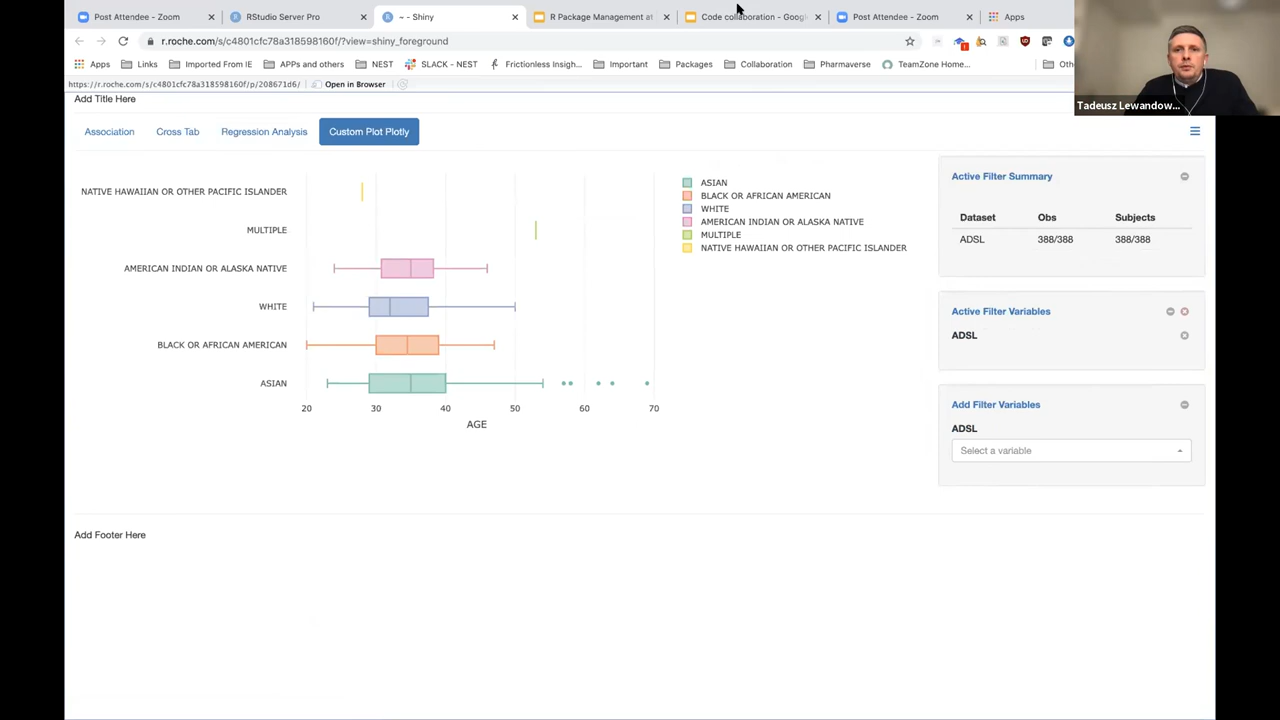 Post Attendee - Zoom
RStudio Server Pro
~ - Shiny
R Package Management at
Code collaboration - Googl
Post Attendee - Zoom
Apps
r.roche.com/s/c4801cfc78a318598160f/?view=shiny_foreground
Apps
Links
Imported From IE
APPs and others
NEST
SLACK - NEST
Frictionless Insigh...
Important
Packages
Collaboration
Pharmaverse
TeamZone Home...
https://r.roche.com/s/c4801cfc78a318598160f/p/208671d6/
Open in Browser
Tadeusz Lewandow...
Add Title Here
Association
Cross Tab
Regression Analysis
Custom Plot Plotly
NATIVE HAWAIIAN OR OTHER PACIFIC ISLANDER
MULTIPLE
AMERICAN INDIAN OR ALASKA NATIVE
WHITE
BLACK OR AFRICAN AMERICAN
ASIAN
20 30 40 50 60 70
AGE
ASIAN
BLACK OR AFRICAN AMERICAN
WHITE
AMERICAN INDIAN OR ALASKA NATIVE
MULTIPLE
NATIVE HAWAIIAN OR OTHER PACIFIC ISLANDER
Active Filter Summary
Dataset Obs Subjects
ADSL 388/388 388/388
Active Filter Variables
ADSL
Add Filter Variables
ADSL
Select a variable
Add Footer Here